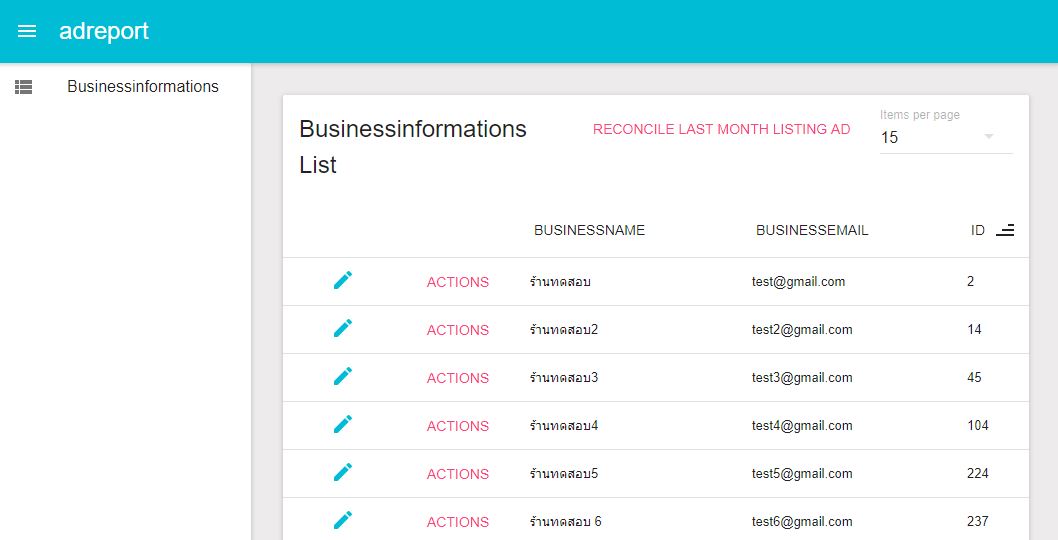 adreport
Businessinformations
Businessinformations
List
RECONCILE LAST MONTH LISTING AD
Items per page
15
BUSINESSNAME BUSINESSEMAIL ID
ACTIONS ร้านทดสอบ test@gmail.com 2
ACTIONS ร้านทดสอบ2 test2@gmail.com 14
ACTIONS ร้านทดสอบ3 test3@gmail.com 45
ACTIONS ร้านทดสอบ4 test4@gmail.com 104
ACTIONS ร้านทดสอบ5 test5@gmail.com 224
ACTIONS ร้านทดสอบ 6 test6@gmail.com 237